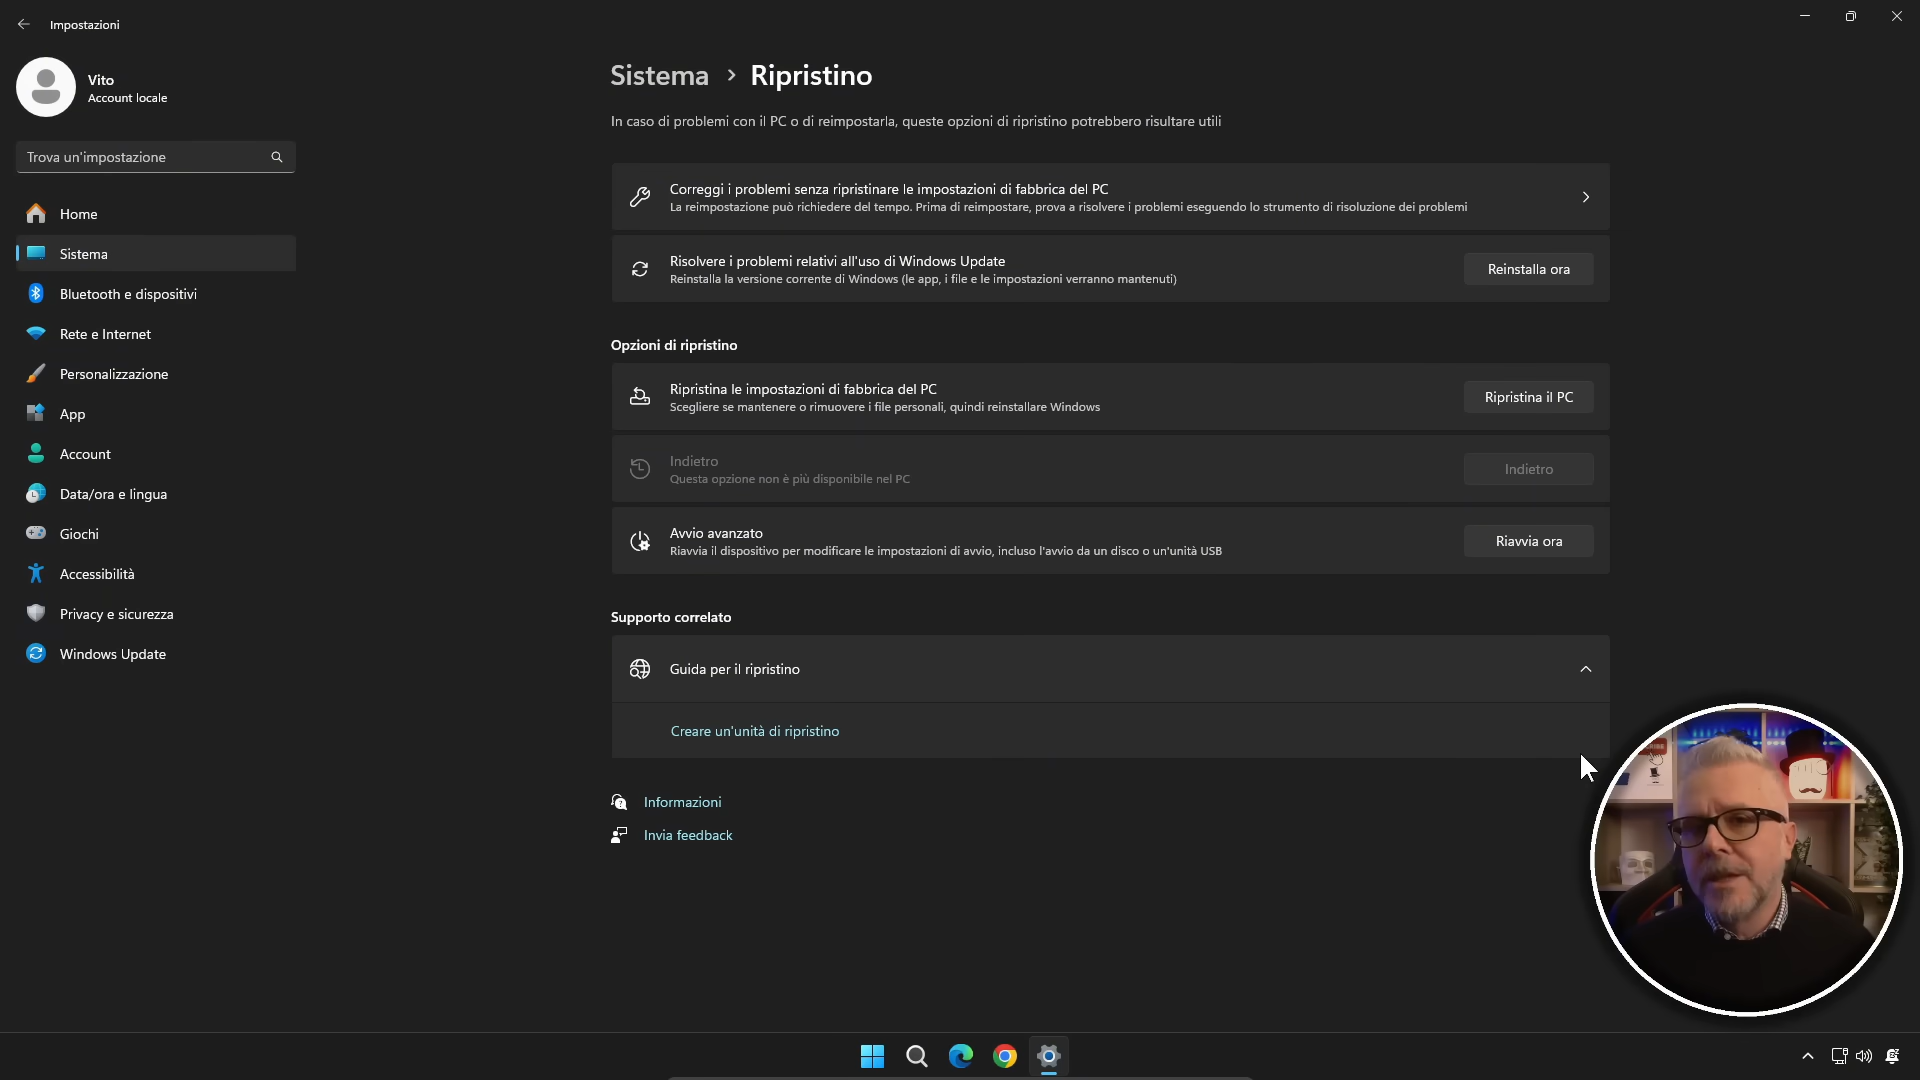 Impostazioni
Vito
Account locale
Trova un'impostazione
Home
Sistema
Bluetooth e dispositivi
Rete e Internet
Personalizzazione
App
Account
Data/ora e lingua
Giochi
Accessibilità
Privacy e sicurezza
Windows Update
Sistema > Ripristino
In caso di problemi con il PC o di reimpostarla, queste opzioni di ripristino potrebbero risultare utili
Correggi i problemi senza ripristinare le impostazioni di fabbrica del PC
La reimpostazione può richiedere del tempo. Prima di reimpostare, prova a risolvere i problemi eseguendo lo strumento di risoluzione dei problemi
Risolvere i problemi relativi all'uso di Windows Update
Reinstalla la versione corrente di Windows (le app, i file e le impostazioni verranno mantenuti)
Reinstalla ora
Opzioni di ripristino
Ripristina le impostazioni di fabbrica del PC
Scegliere se mantenere o rimuovere i file personali, quindi reinstallare Windows
Ripristina il PC
Indietro
Questa opzione non è più disponibile nel PC
Indietro
Avvio avanzato
Riavvia il dispositivo per modificare le impostazioni di avvio, incluso l'avvio da un disco o un'unità USB
Riavvia ora
Supporto correlato
Guida per il ripristino
Creare un'unità di ripristino
Informazioni
Invia feedback